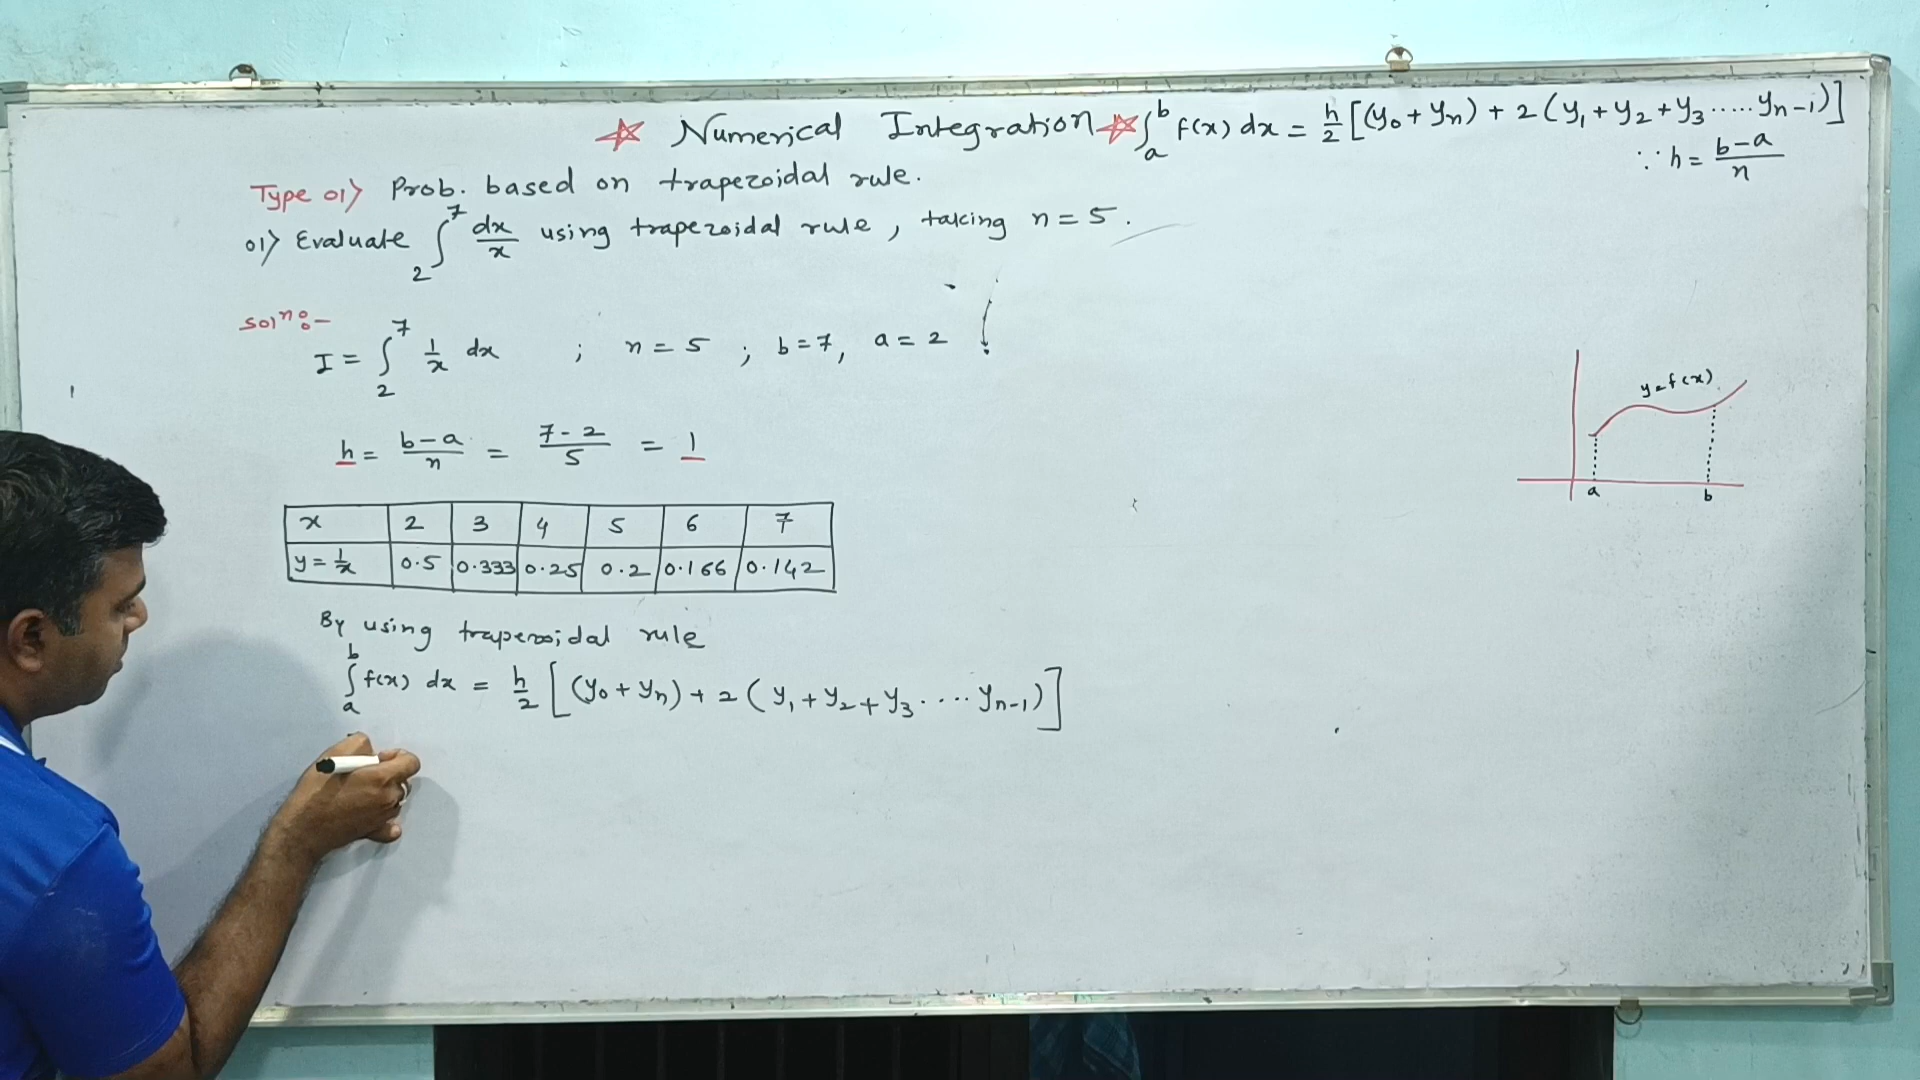 ☆ Numerical Integration ☆ ∫_a^b f(x) dx = h/2 [(y₀ + yₙ) + 2 (y₁ + y₂ + y₃ ..... yₙ₋₁)]
∵ h = b-a/n
Type 01) Prob. based on trapezoidal rule.
01) Evaluate ∫_2^7 dx/x using trapezoidal rule, taking n = 5.
Solⁿ:-
I = ∫_2^7 1/x dx ; n = 5 ; b = 7, a = 2
h = b-a/n = 7-2/5 = 1
y=f(x)
a b
x 2 3 4 5 6 7
y = 1/x 0.5 0.333 0.25 0.2 0.166 0.142
By using trapezoidal rule
∫_a^b f(x) dx = h/2 [(y₀ + yₙ) + 2 (y₁ + y₂ + y₃ .... yₙ₋₁)]